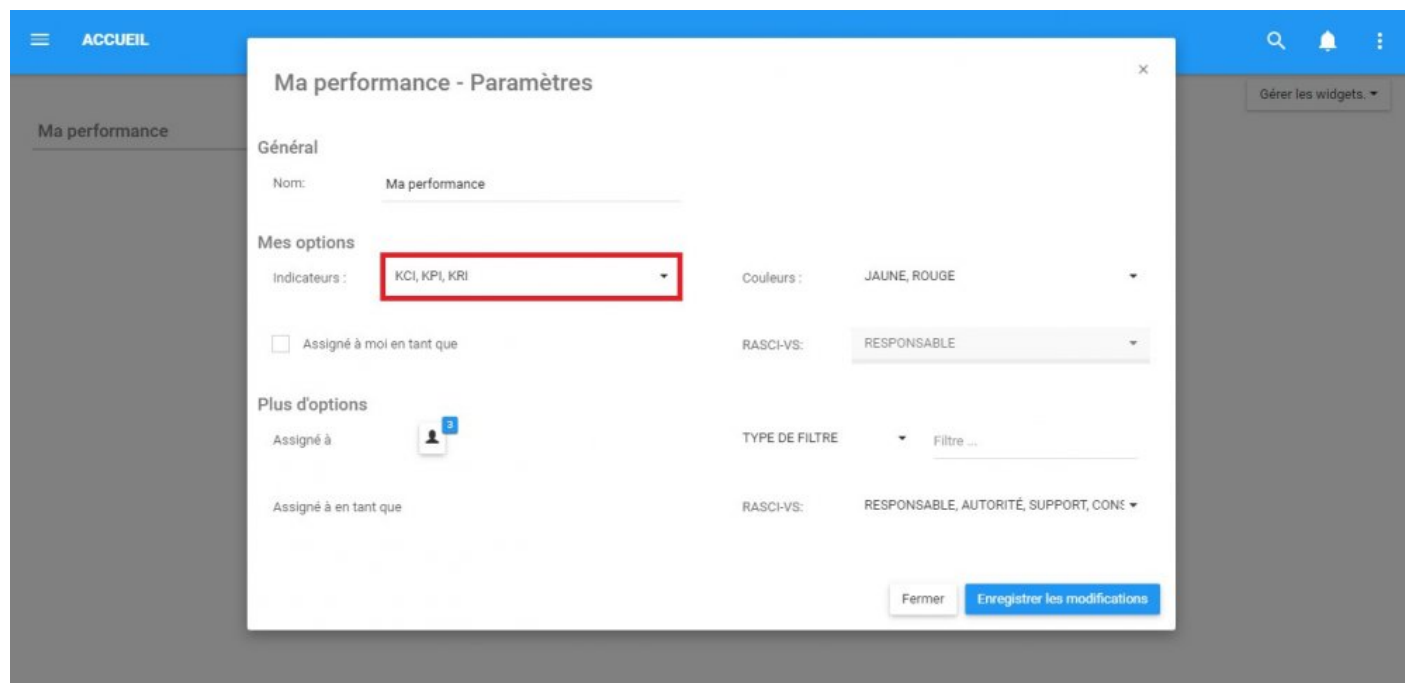 ACCUEIL
Gérer les widgets.
Ma performance
Ma performance - Paramètres
×
Général
Nom: Ma performance
Mes options
Indicateurs : KCI, KPI, KRI Couleurs : JAUNE, ROUGE
Assigné à moi en tant que RASCI-VS: RESPONSABLE
Plus d'options
Assigné à 3 TYPE DE FILTRE Filtre ...
Assigné à en tant que RASCI-VS: RESPONSABLE, AUTORITÉ, SUPPORT, CONS
Fermer Enregistrer les modifications